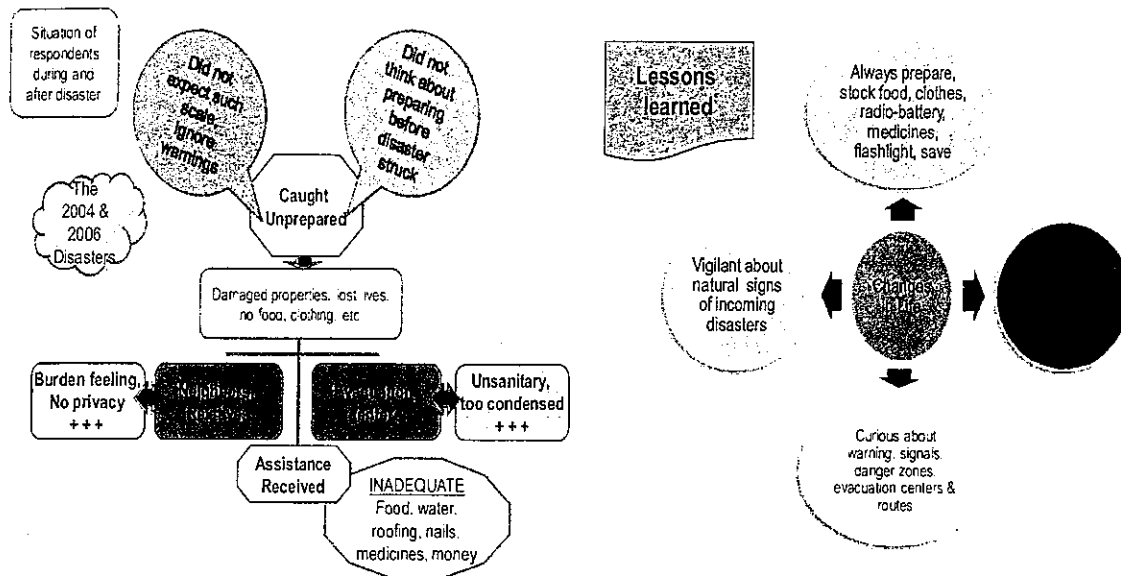 Situation of
respondents
during and
after disaster
Did not
expect such
scale,
Ignore
warnings
Did not
think about
preparing
before
disaster
struck
The
2004 &
2006
Disasters
Caught
Unprepared
Damaged properties, lost lives,
no food, clothing, etc
Burden feeling,
No privacy
+++
Unsanitary,
too condensed
+++
Assistance
Received
INADEQUATE
Food, water,
roofing, nails,
medicines, money
Lessons
learned
Always prepare,
stock food, clothes,
radio-battery,
medicines,
flashlight, save
Vigilant about
natural signs
of incoming
disasters
Changes
Curious about
warning, signals,
danger zones,
evacuation centers &
routes